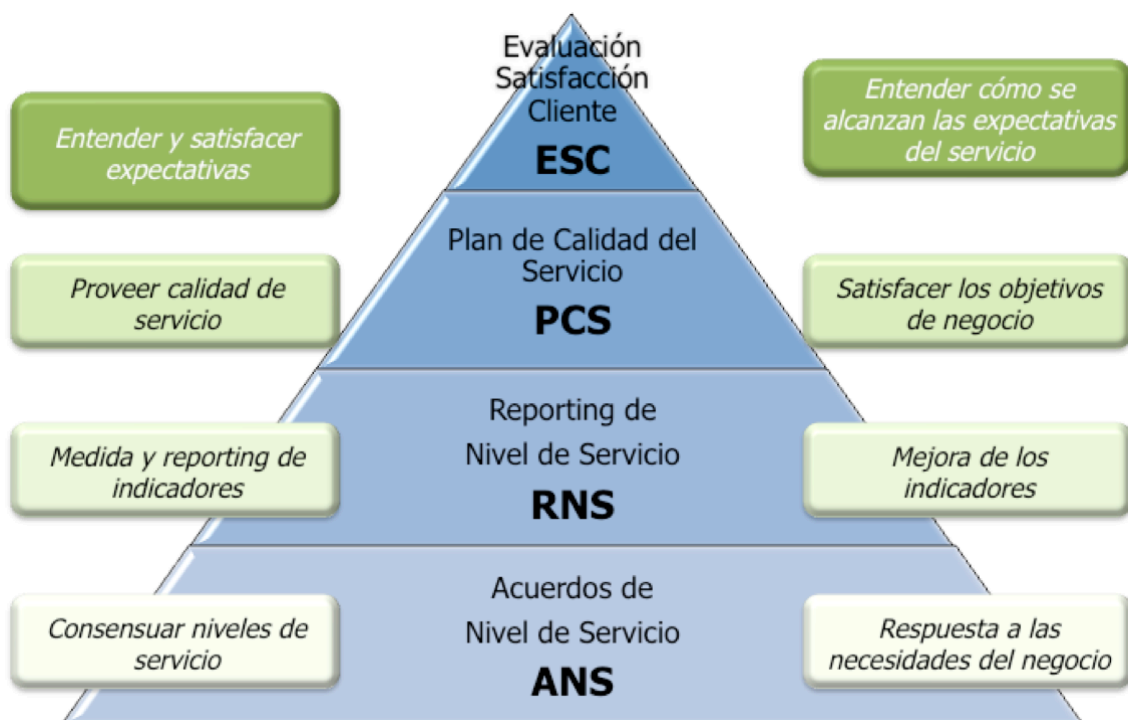 Evaluación
Satisfacción
Cliente
ESC
Entender y satisfacer
expectativas
Entender cómo se
alcanzan las expectativas
del servicio
Plan de Calidad del
Servicio
PCS
Proveer calidad de
servicio
Satisfacer los objetivos
de negocio
Reporting de
Nivel de Servicio
RNS
Medida y reporting de
indicadores
Mejora de los
indicadores
Acuerdos de
Nivel de Servicio
ANS
Consensuar niveles de
servicio
Respuesta a las
necesidades del negocio